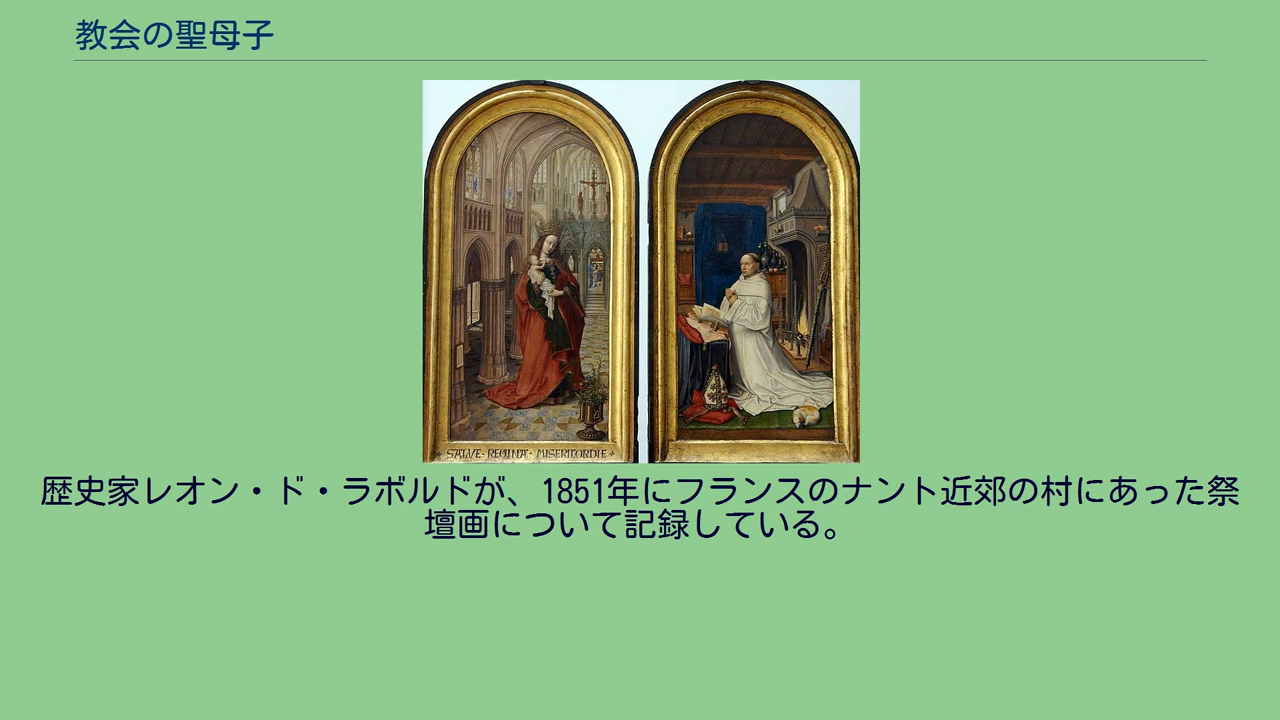 教会の聖母子
SALVE · REGINA · MISERICORDIE
歴史家レオン・ド・ラボルドが、1851年にフランスのナント近郊の村にあった祭
壇画について記録している。